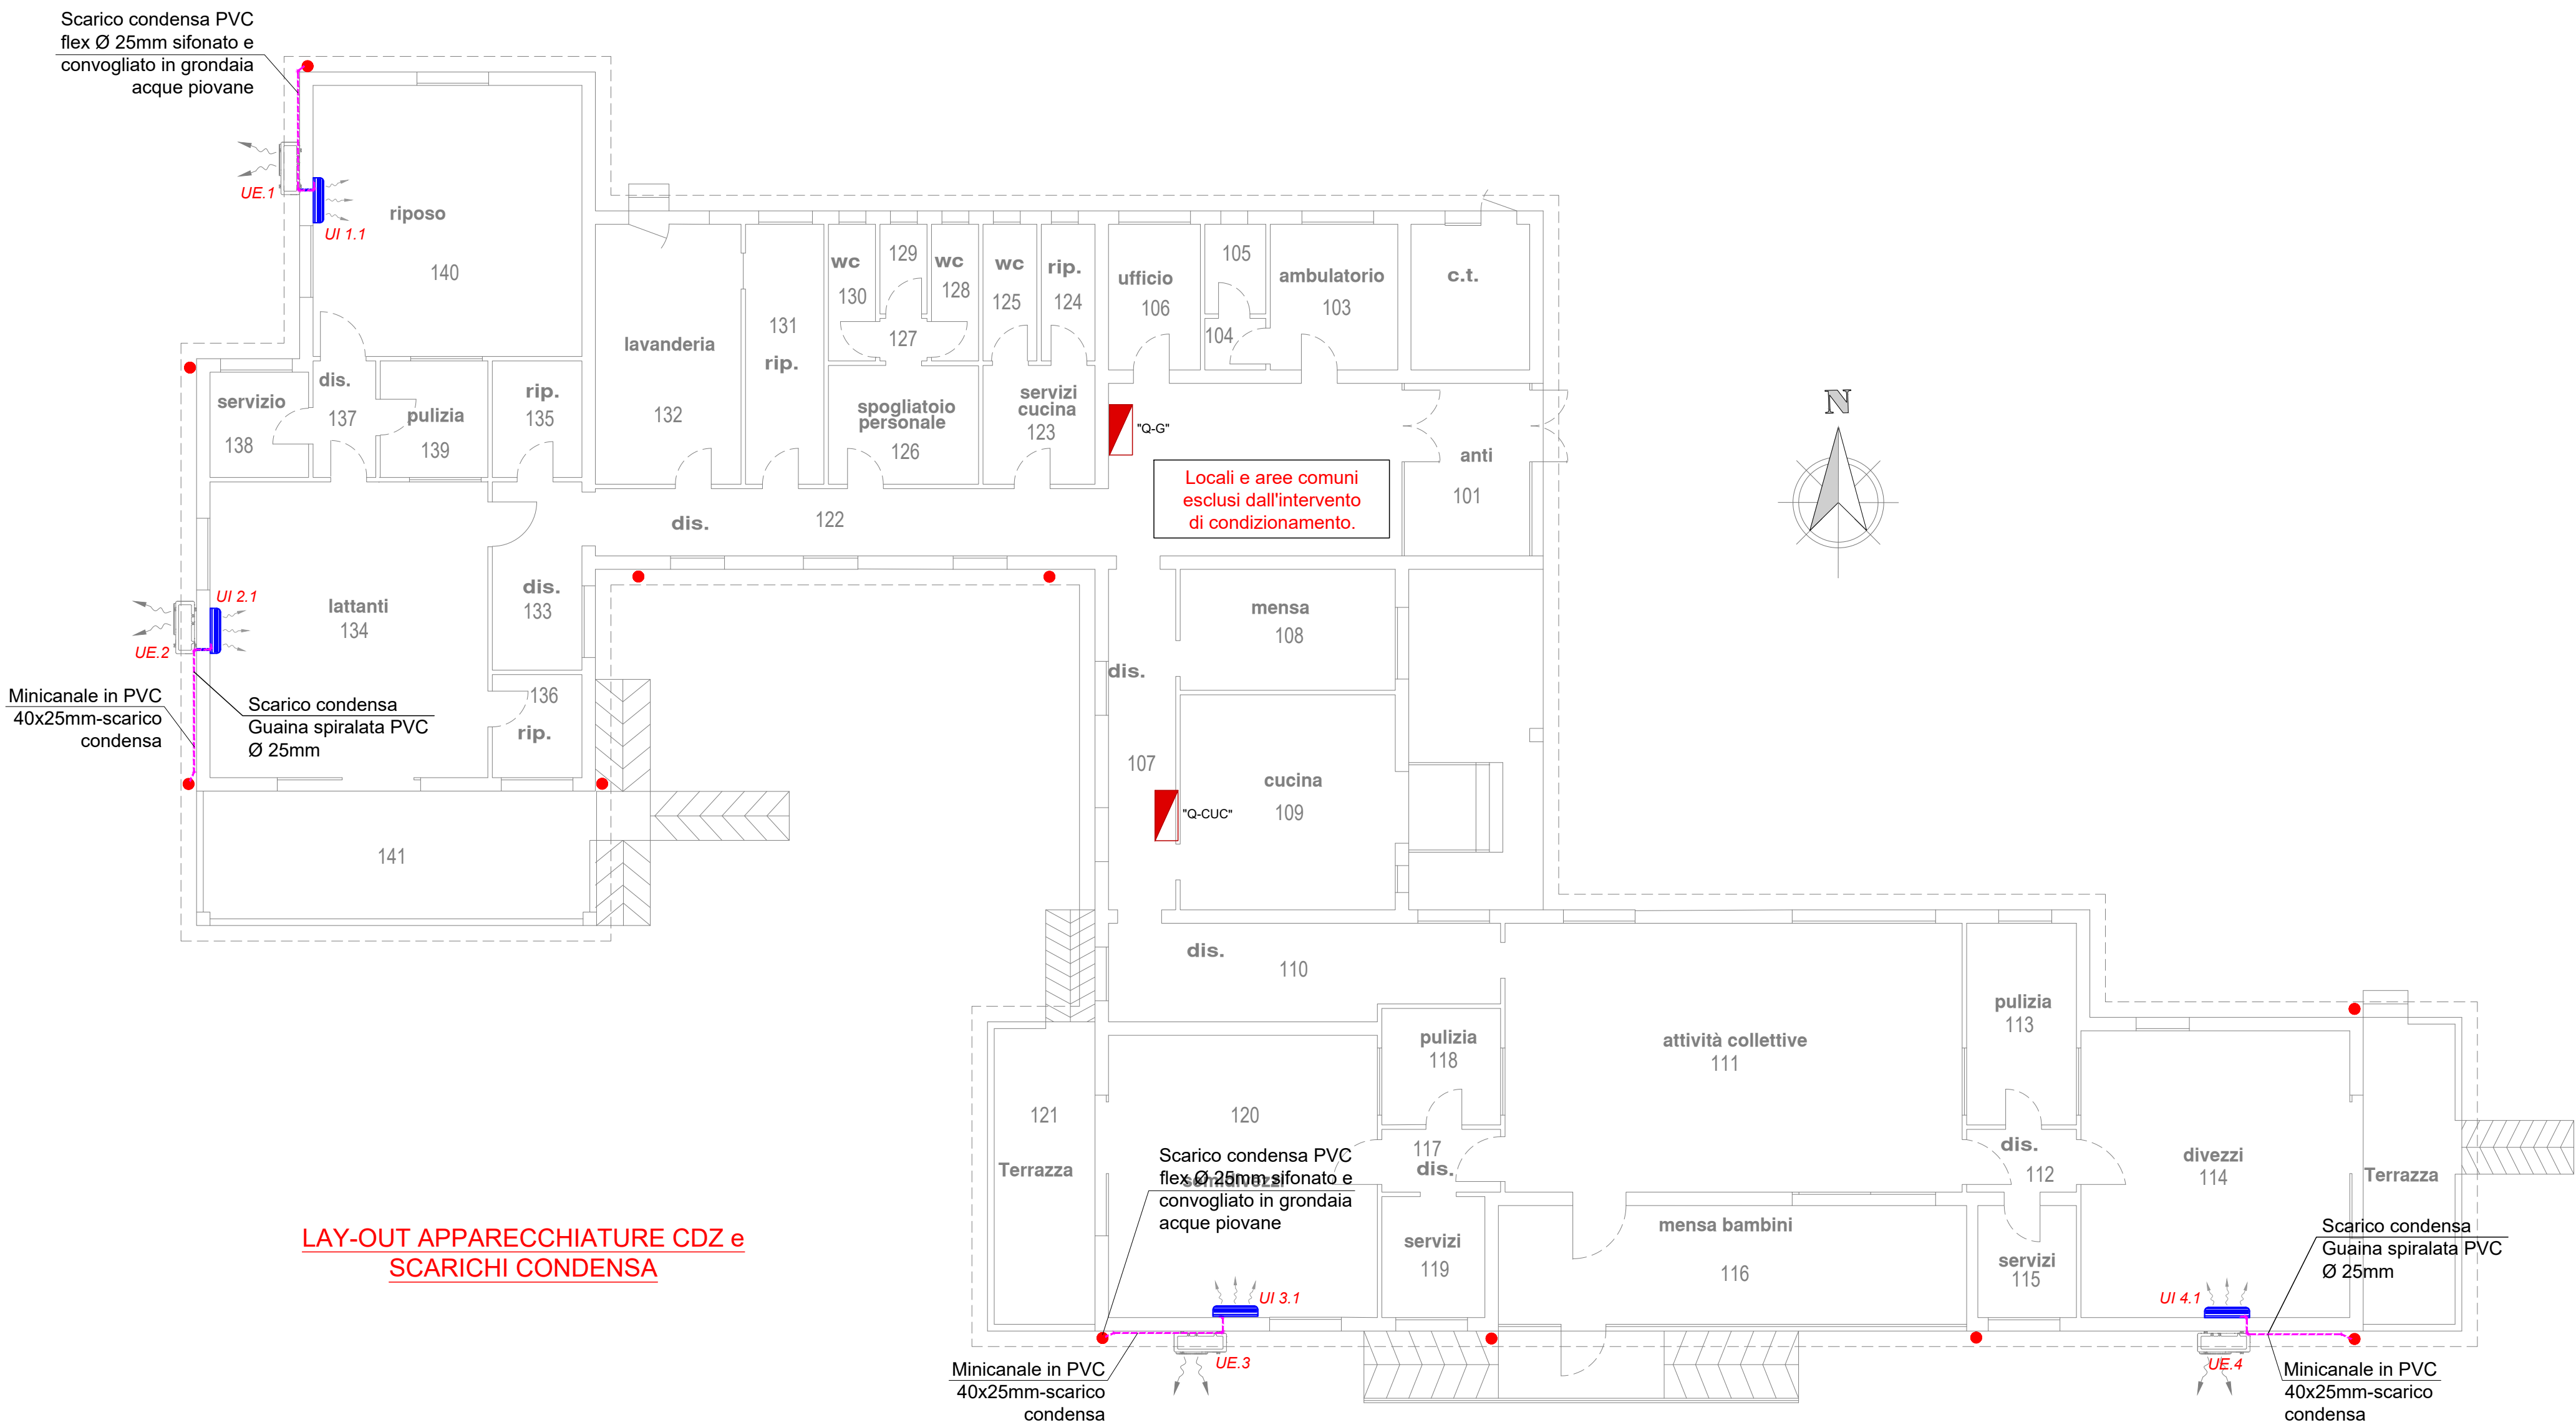 Scarico condensa PVC
flex Ø 25mm sifonato e
convogliato in grondaia
acque piovane
UE.1
UI 1.1
riposo
140
servizio
138
dis.
137
pulizia
139
rip.
135
lavanderia
132
131
rip.
wc
130
129
wc
128
127
wc
125
rip.
124
spogliatoio
personale
126
servizi
cucina
123
ufficio
106
105
104
ambulatorio
103
c.t.
"Q-G"
Locali e aree comuni
esclusi dall'intervento
di condizionamento.
anti
101
N
dis.
122
UI 2.1
UE.2
lattanti
134
dis.
133
136
rip.
Minicanale in PVC
40x25mm-scarico
condensa
Scarico condensa
Guaina spiralata PVC
Ø 25mm
141
mensa
108
dis.
107
cucina
109
"Q-CUC"
dis.
110
pulizia
118
attività collettive
111
pulizia
113
121
Terrazza
120
semidivezzi
Scarico condensa PVC
flex Ø 25mm sifonato e
convogliato in grondaia
acque piovane
117
dis.
dis.
112
divezzi
114
Terrazza
servizi
119
mensa bambini
116
servizi
115
Scarico condensa
Guaina spiralata PVC
Ø 25mm
LAY-OUT APPARECCHIATURE CDZ e
SCARICHI CONDENSA
UI 3.1
UE.3
UI 4.1
UE.4
Minicanale in PVC
40x25mm-scarico
condensa
Minicanale in PVC
40x25mm-scarico
condensa